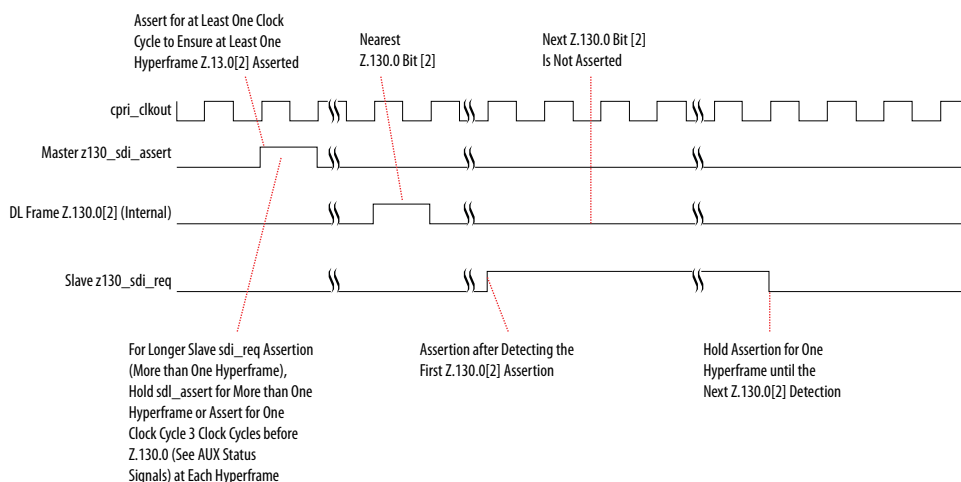 Assert for at Least One Clock
Cycle to Ensure at Least One
Hyperframe Z.13.0[2] Asserted
Nearest
Z.130.0 Bit [2]
Next Z.130.0 Bit [2]
Is Not Asserted
cpri_clkout
Master z130_sdi_assert
DL Frame Z.130.0[2] (Internal)
Slave z130_sdi_req
For Longer Slave sdi_req Assertion
(More than One Hyperframe),
Hold sdl_assert for More than One
Hyperframe or Assert for One
Clock Cycle 3 Clock Cycles before
Z.130.0 (See AUX Status
Signals) at Each Hyperframe
Assertion after Detecting the
First Z.130.0[2] Assertion
Hold Assertion for One
Hyperframe until the
Next Z.130.0[2] Detection